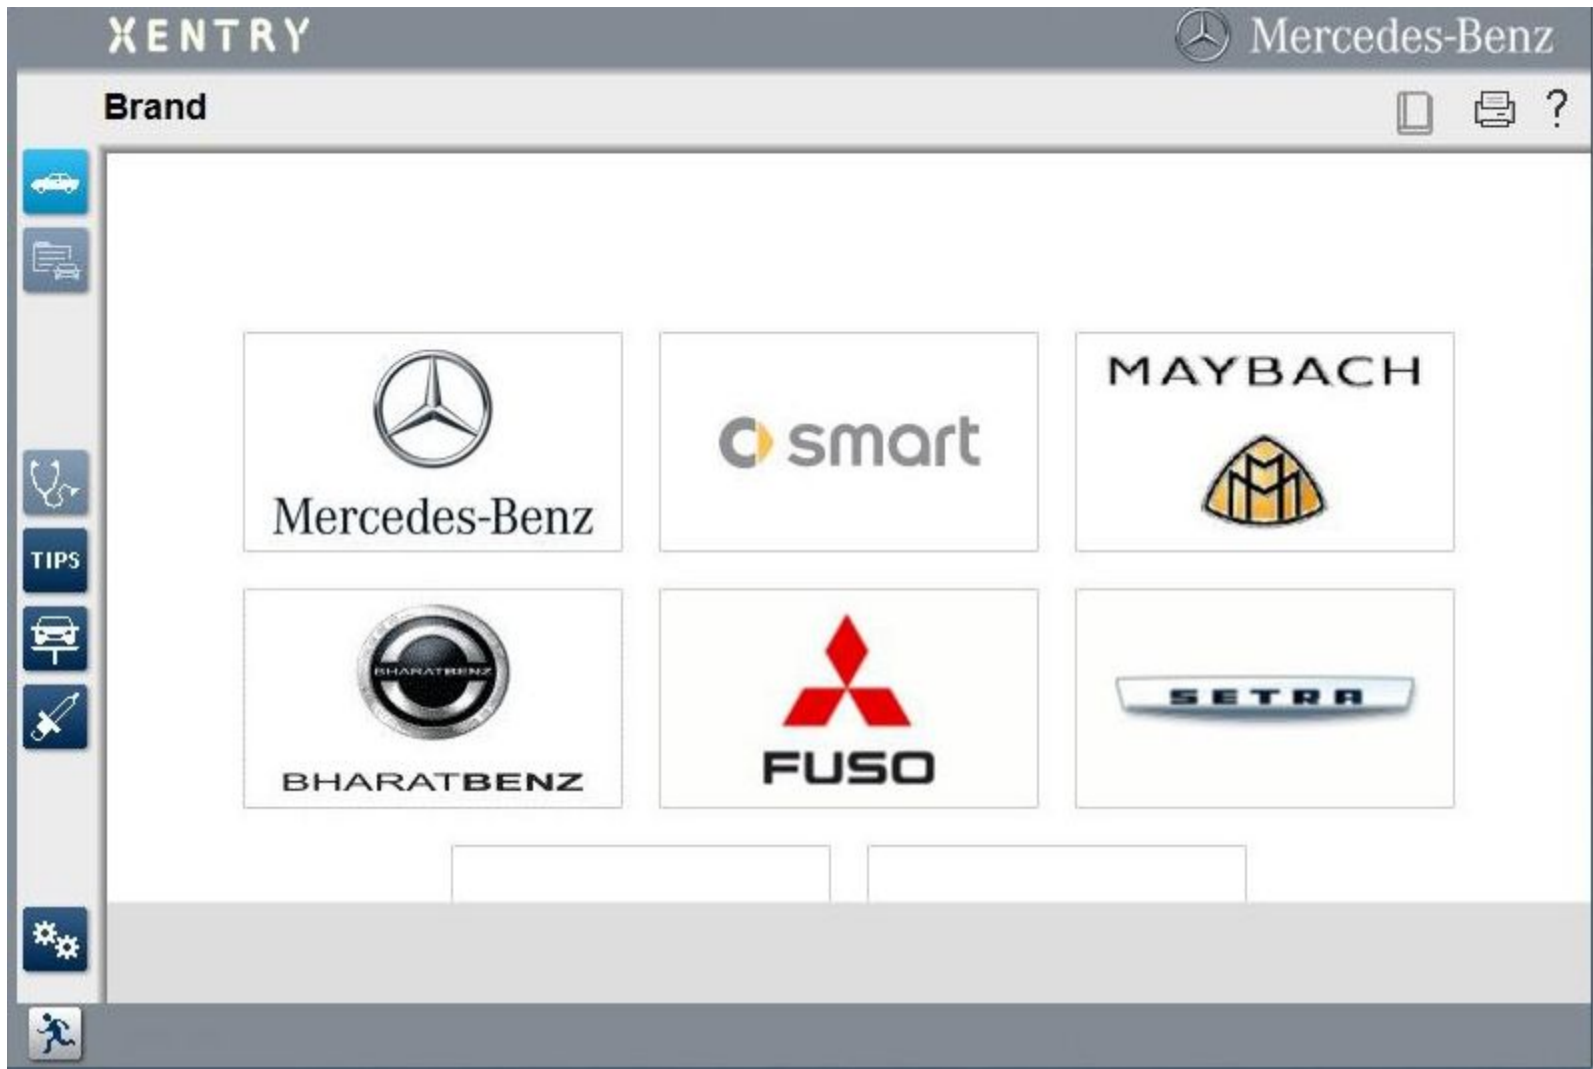 XENTRY
Mercedes-Benz
Brand
?
TIPS
Mercedes-Benz
smart
MAYBACH
BHARATBENZ
BHARATBENZ
FUSO
SETRA